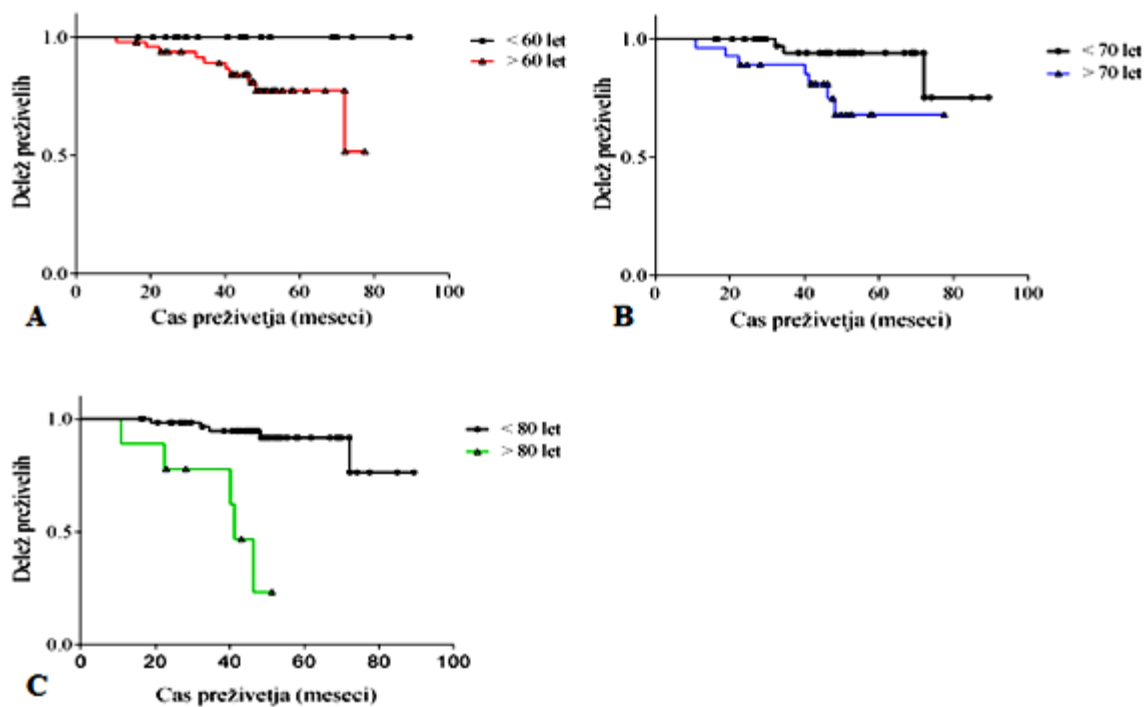 1.0
0.5
0.0
Delež preživelih
0 20 40 60 80 100
Cas preživetja (meseci)
< 60 let
> 60 let
A
1.0
0.5
0.0
Delež preživelih
0 20 40 60 80 100
Cas preživetja (meseci)
< 70 let
> 70 let
B
1.0
0.5
0.0
Delež preživelih
0 20 40 60 80 100
Cas preživetja (meseci)
< 80 let
> 80 let
C